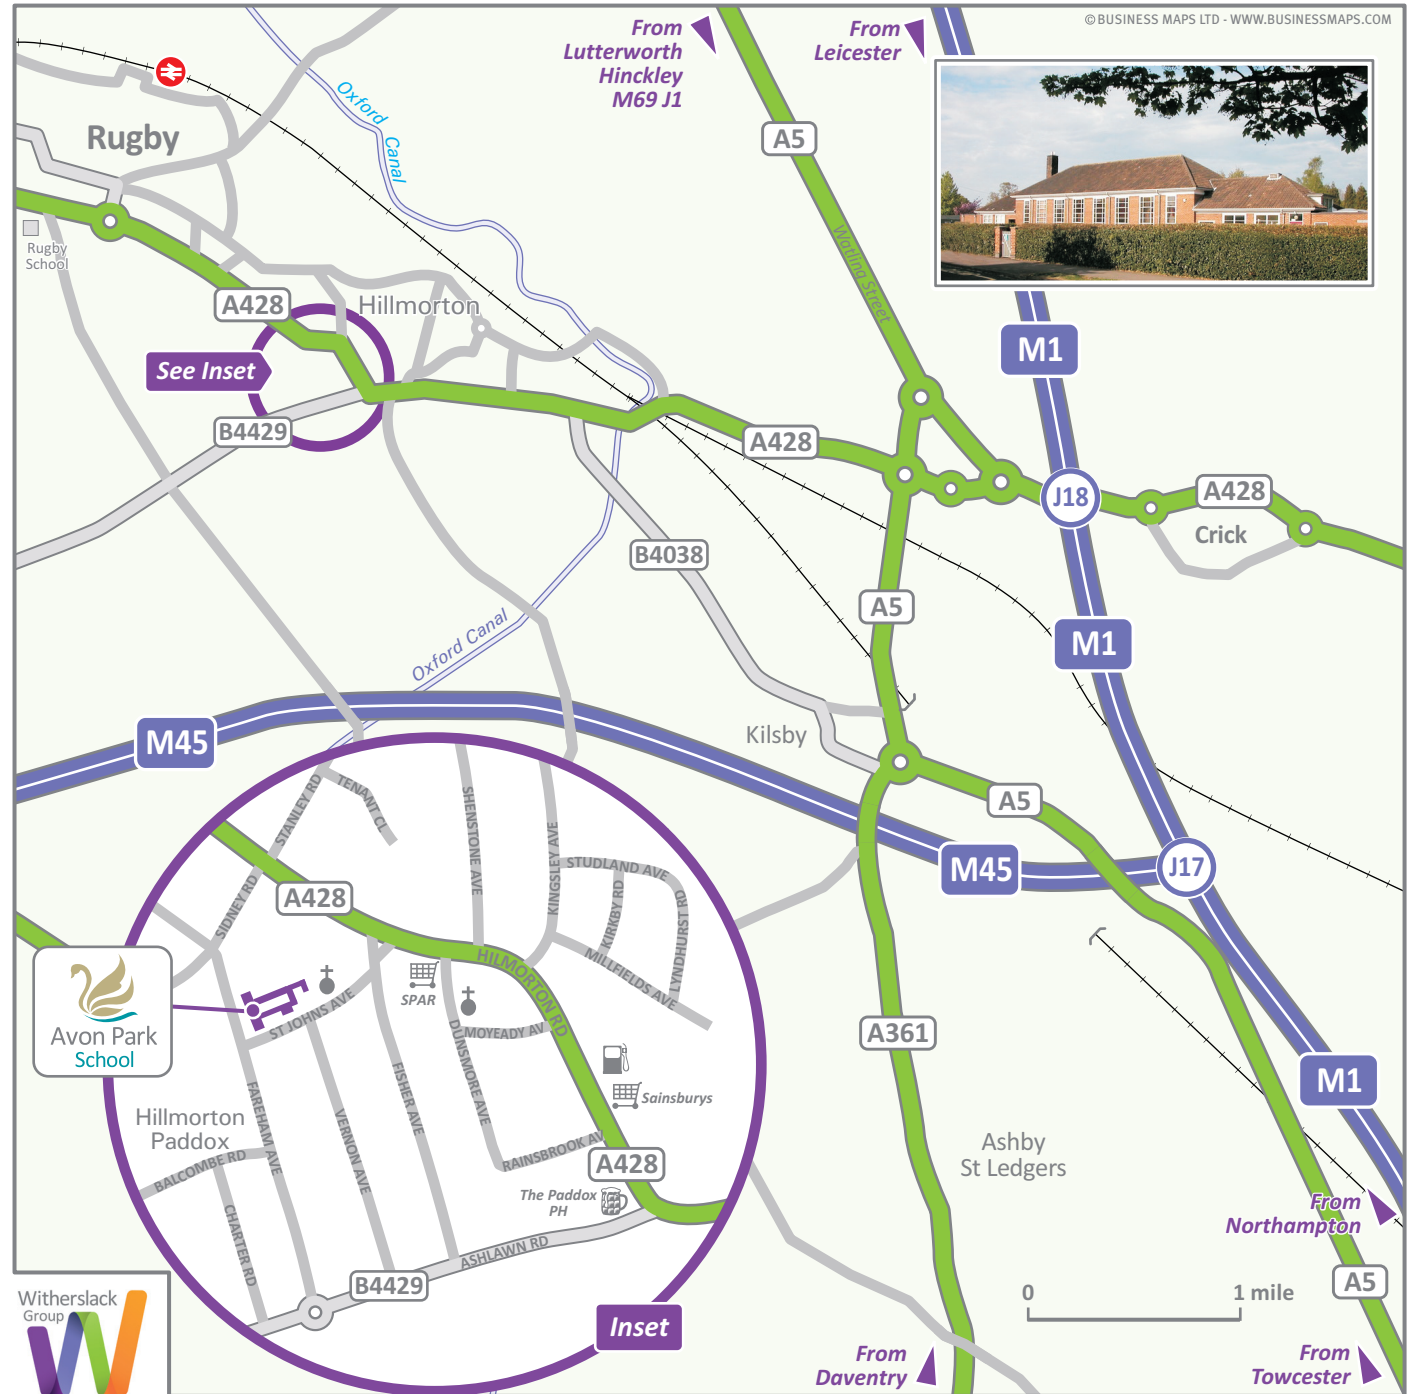 © BUSINESS MAPS LTD - WWW.BUSINESSMAPS.COM
From
Lutterworth
Hinckley
M69 J1
From
Leicester
Oxford Canal
Rugby
A5
Watling Street
Rugby
School
A428
Hillmorton
See Inset
M1
B4429
A428
J18
A428
Crick
B4038
A5
M1
Oxford Canal
Kilsby
M45
A5
M45
J17
STANLEY RD
TENANT CL
SHENSTONE AVE
KINGSLEY AVE
STUDLAND AVE
KIRKBY RD
LYNDHURST RD
SIDNEY RD
A428
HILMORTON RD
MILLFIELDS AVE
SPAR
ST JOHNS AVE
Avon Park
School
DUNSMORE AVE
MOYEADY AV
FISHER AVE
FAREHAM AVE
VERNON AVE
Sainsburys
A361
M1
Hillmorton
Paddox
BALCOMBE RD
CHARTER RD
RAINSBROOK AV
A428
The Paddox
PH
ASHLAWN RD
B4429
Ashby
St Ledgers
From
Northampton
A5
0 1 mile
Inset
Witherslack
Group
From
Daventry
From
Towcester